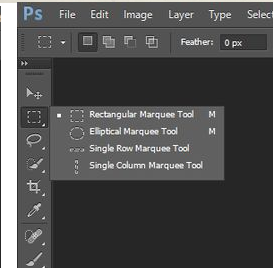 Ps File Edit Image Layer Type Selec
Feather: 0 px
Rectangular Marquee Tool M
Elliptical Marquee Tool M
Single Row Marquee Tool
Single Column Marquee Tool